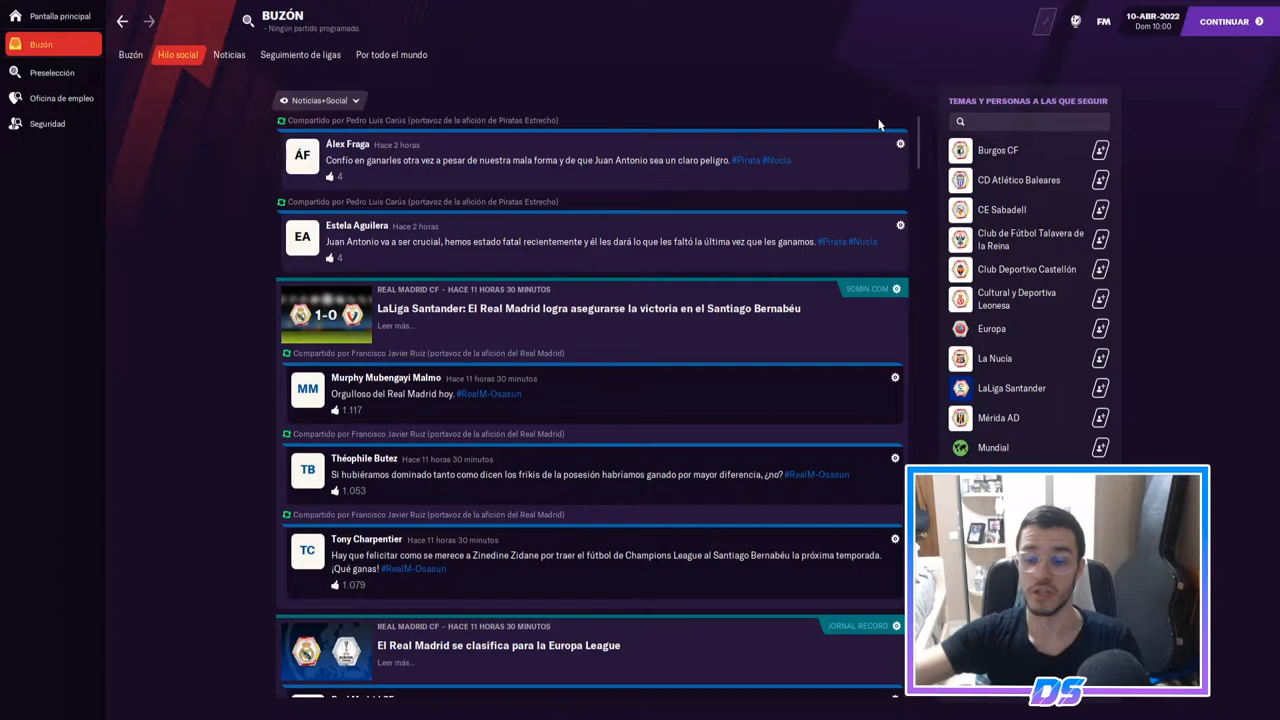 Pantalla principal
Buzón
Preselección
Oficina de empleo
Seguridad
BUZÓN
- Ningún partido programado.
FM
10-ABR-2022
Dom 10:00
CONTINUAR
Buzón
Hilo social
Noticias
Seguimiento de ligas
Por todo el mundo
Noticias+Social
Compartido por Pedro Luis Carús (portavoz de la afición de Piratas Estrecho)
ÁF
Álex Fraga Hace 2 horas
Confío en ganarles otra vez a pesar de nuestra mala forma y de que Juan Antonio sea un claro peligro. #Pirata #Nucía
4
Compartido por Pedro Luis Carús (portavoz de la afición de Piratas Estrecho)
EA
Estela Aguilera Hace 2 horas
Juan Antonio va a ser crucial, hemos estado fatal recientemente y él les dará lo que les faltó la última vez que les ganamos. #Pirata #Nucía
4
1-0
REAL MADRID CF - HACE 11 HORAS 30 MINUTOS
90MIN.COM
LaLiga Santander: El Real Madrid logra asegurarse la victoria en el Santiago Bernabéu
Leer más...
Compartido por Francisco Javier Ruiz (portavoz de la afición del Real Madrid)
MM
Murphy Mubengayi Malmo Hace 11 horas 30 minutos
Orgulloso del Real Madrid hoy. #RealM-Osasun
1.117
Compartido por Francisco Javier Ruiz (portavoz de la afición del Real Madrid)
TB
Théophile Butez Hace 11 horas 30 minutos
Si hubiéramos dominado tanto como dicen los frikis de la posesión habríamos ganado por mayor diferencia, ¿no? #RealM-Osasun
1.053
Compartido por Francisco Javier Ruiz (portavoz de la afición del Real Madrid)
TC
Tony Charpentier Hace 11 horas 30 minutos
Hay que felicitar como se merece a Zinedine Zidane por traer el fútbol de Champions League al Santiago Bernabéu la próxima temporada.
¡Qué ganas! #RealM-Osasun
1.079
REAL MADRID CF - HACE 11 HORAS 30 MINUTOS
JORNAL RECORD
El Real Madrid se clasifica para la Europa League
Leer más...
TEMAS Y PERSONAS A LAS QUE SEGUIR
Burgos CF
CD Atlético Baleares
CE Sabadell
Club de Fútbol Talavera de
la Reina
Club Deportivo Castellón
Cultural y Deportiva
Leonesa
Europa
La Nucía
LaLiga Santander
Mérida AD
Mundial
DS